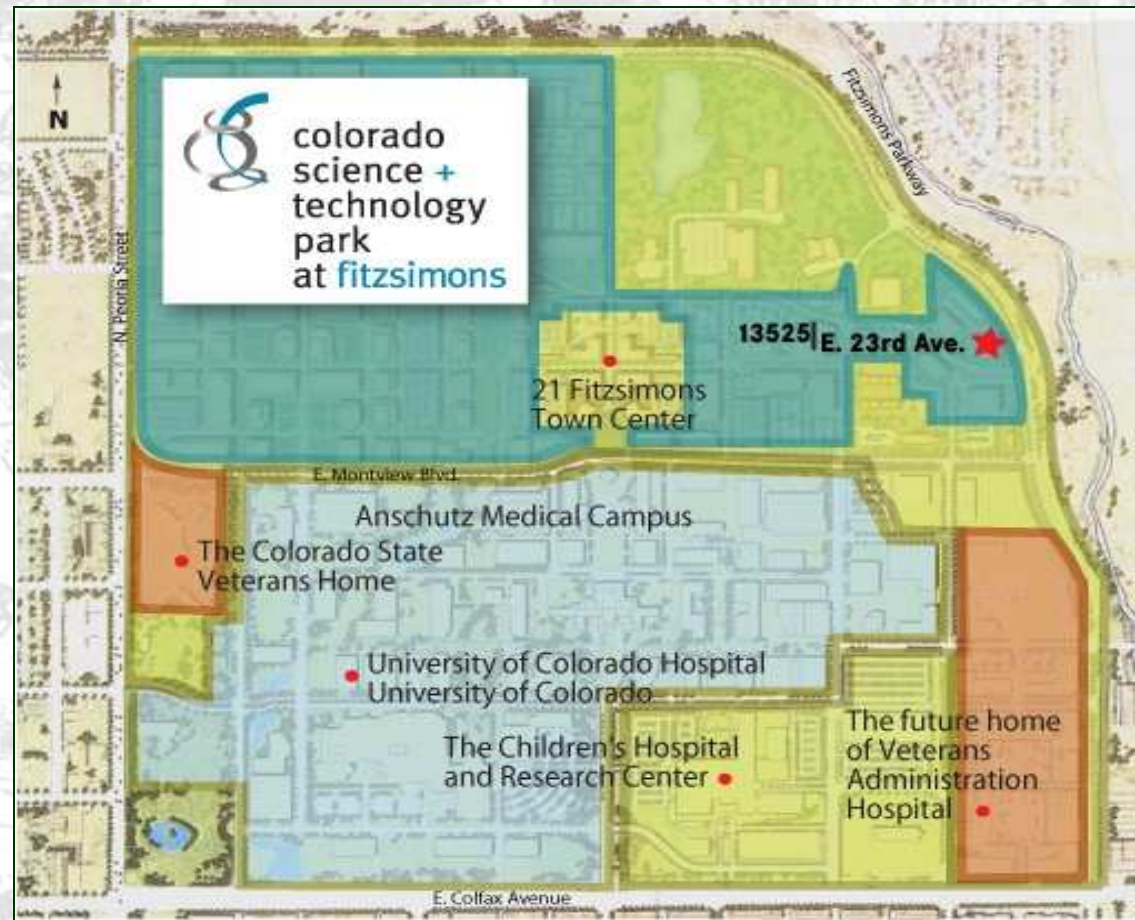 N
colorado
science +
technology
park
at fitzsimons
Fitzsimons Parkway
N. Peoria Street
13525 E. 23rd Ave.
21 Fitzsimons
Town Center
E. Montview Blvd.
Anschutz Medical Campus
The Colorado State
Veterans Home
University of Colorado Hospital
University of Colorado
The Children's Hospital
and Research Center
The future home
of Veterans
Administration
Hospital
E. Colfax Avenue